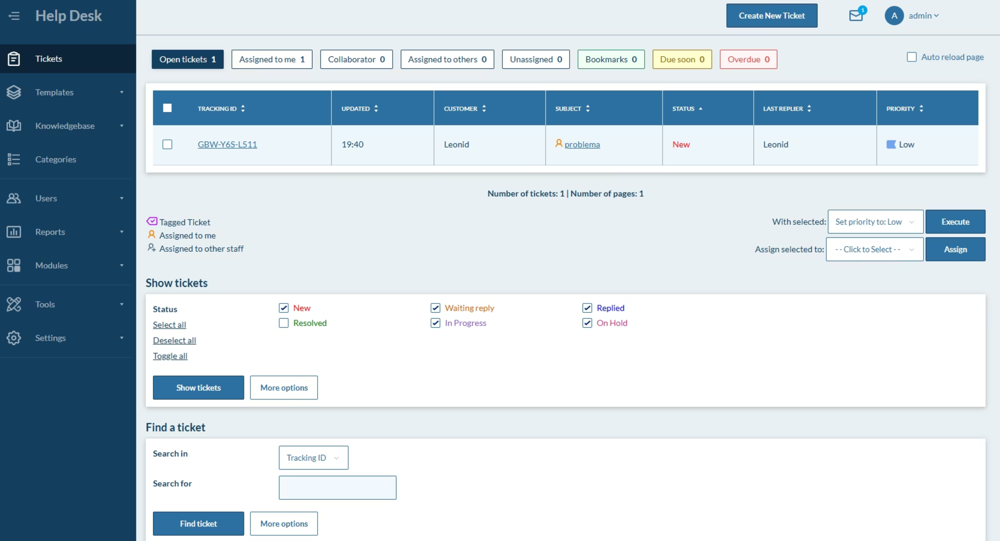 Help Desk
Create New Ticket
1
A
admin
Tickets
Templates
Knowledgebase
Categories
Users
Reports
Modules
Tools
Settings
Open tickets 1
Assigned to me 1
Collaborator 0
Assigned to others 0
Unassigned 0
Bookmarks 0
Due soon 0
Overdue 0
Auto reload page
TRACKING ID UPDATED CUSTOMER SUBJECT STATUS LAST REPLIER PRIORITY
GBW-Y6S-L511 19:40 Leonid problema New Leonid Low
Number of tickets: 1 | Number of pages: 1
Tagged Ticket
Assigned to me
Assigned to other staff
With selected: Set priority to: Low Execute
Assign selected to: - - Click to Select - - Assign
Show tickets
Status
Select all
Deselect all
Toggle all
New Waiting reply Replied
Resolved In Progress On Hold
Show tickets More options
Find a ticket
Search in Tracking ID
Search for
Find ticket More options